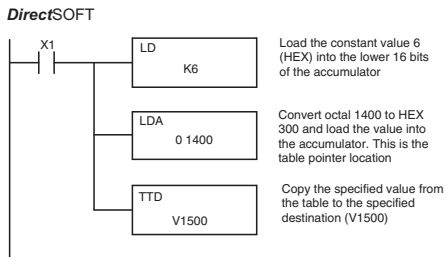 DirectSOFT
X1
LD
K6
Load the constant value 6
(HEX) into the lower 16 bits
of the accumulator
LDA
0 1400
Convert octal 1400 to HEX
300 and load the value into
the accumulator. This is the
table pointer location
TTD
V1500
Copy the specified value from
the table to the specified
destination (V1500)